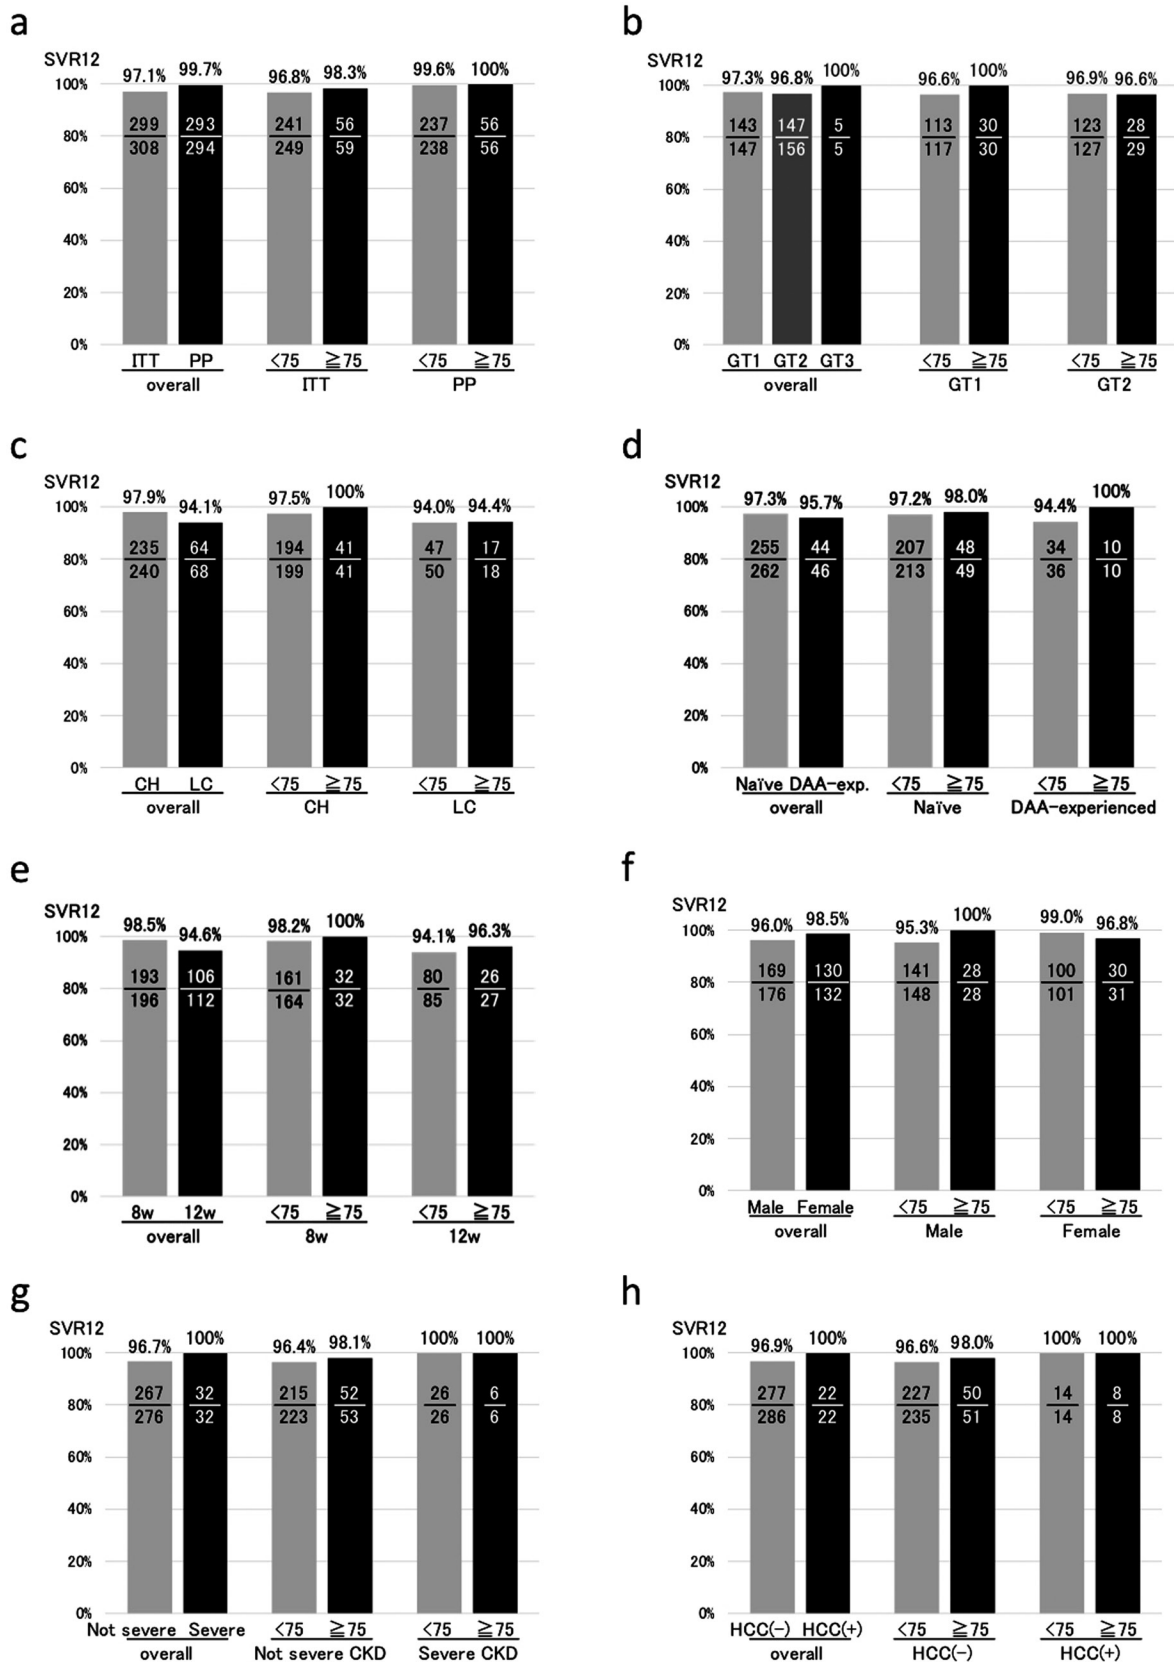 a
SVR12
97.1% 99.7% 96.8% 98.3% 99.6% 100%
100%
299 293 241 56 237 56
80%
308 294 249 59 238 56
60%
40%
20%
0%
ITT PP <75 ≧75 <75 ≧75
overall ITT PP
b
SVR12
97.3% 96.8% 100% 96.6% 100% 96.9% 96.6%
100%
143 147 5 113 30 123 28
80%
147 156 5 117 30 127 29
60%
40%
20%
0%
GT1 GT2 GT3 <75 ≧75 <75 ≧75
overall GT1 GT2
c
SVR12
97.9% 94.1% 97.5% 100% 94.0% 94.4%
100%
235 64 194 41 47 17
80%
240 68 199 41 50 18
60%
40%
20%
0%
CH LC <75 ≧75 <75 ≧75
overall CH LC
d
SVR12
97.3% 95.7% 97.2% 98.0% 94.4% 100%
100%
255 44 207 48 34 10
80%
262 46 213 49 36 10
60%
40%
20%
0%
Naïve DAA-exp. <75 ≧75 <75 ≧75
overall Naïve DAA-experienced
e
SVR12
98.5% 94.6% 98.2% 100% 94.1% 96.3%
100%
193 106 161 32 80 26
80%
196 112 164 32 85 27
60%
40%
20%
0%
8w 12w <75 ≧75 <75 ≧75
overall 8w 12w
f
SVR12
96.0% 98.5% 95.3% 100% 99.0% 96.8%
100%
169 130 141 28 100 30
80%
176 132 148 28 101 31
60%
40%
20%
0%
Male Female <75 ≧75 <75 ≧75
overall Male Female
g
SVR12
96.7% 100% 96.4% 98.1% 100% 100%
100%
267 32 215 52 26 6
80%
276 32 223 53 26 6
60%
40%
20%
0%
Not severe Severe <75 ≧75 <75 ≧75
overall Not severe CKD Severe CKD
h
SVR12
96.9% 100% 96.6% 98.0% 100% 100%
100%
277 22 227 50 14 8
80%
286 22 235 51 14 8
60%
40%
20%
0%
HCC(-) HCC(+) <75 ≧75 <75 ≧75
overall HCC(-) HCC(+)